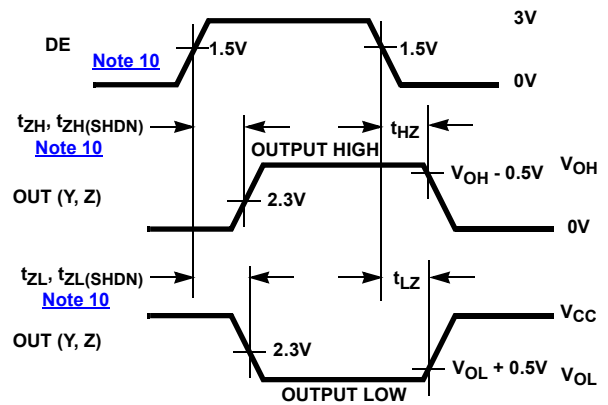 3V
DE
Note 10
1.5V
1.5V
0V
tZH, tZH(SHDN)
Note 10
tHZ
OUTPUT HIGH
VOH - 0.5V
VOH
OUT (Y, Z)
2.3V
0V
tZL, tZL(SHDN)
Note 10
tLZ
VCC
OUT (Y, Z)
2.3V
VOL + 0.5V
VOL
OUTPUT LOW